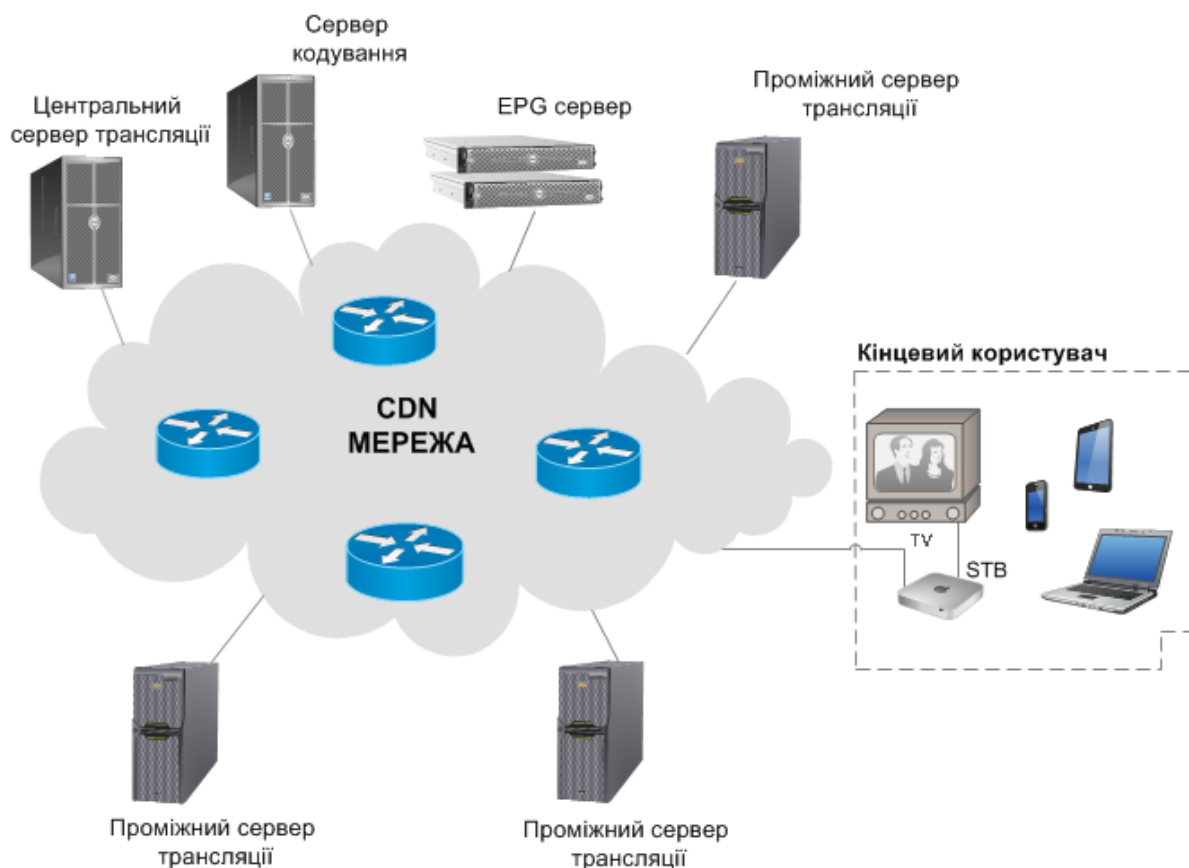 Сервер
кодування
Центральний
сервер трансляції
EPG сервер
Проміжний сервер
трансляції
Кінцевий користувач
CDN
МЕРЕЖА
TV
STB
Проміжний сервер
трансляції
Проміжний сервер
трансляції